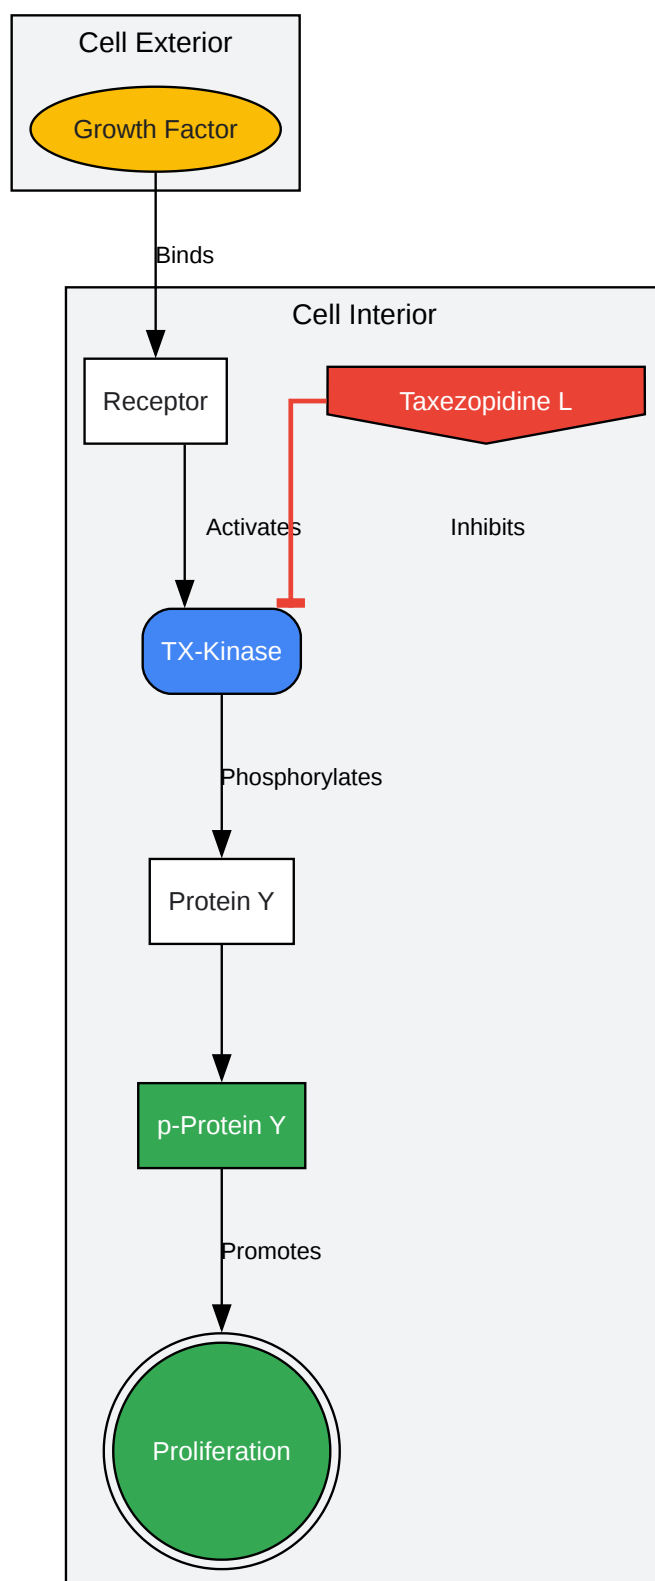 Cell Exterior
Growth Factor
Binds
Cell Interior
Receptor
Taxezopidine L
Activates
Inhibits
TX-Kinase
Phosphorylates
Protein Y
p-Protein Y
Promotes
Proliferation